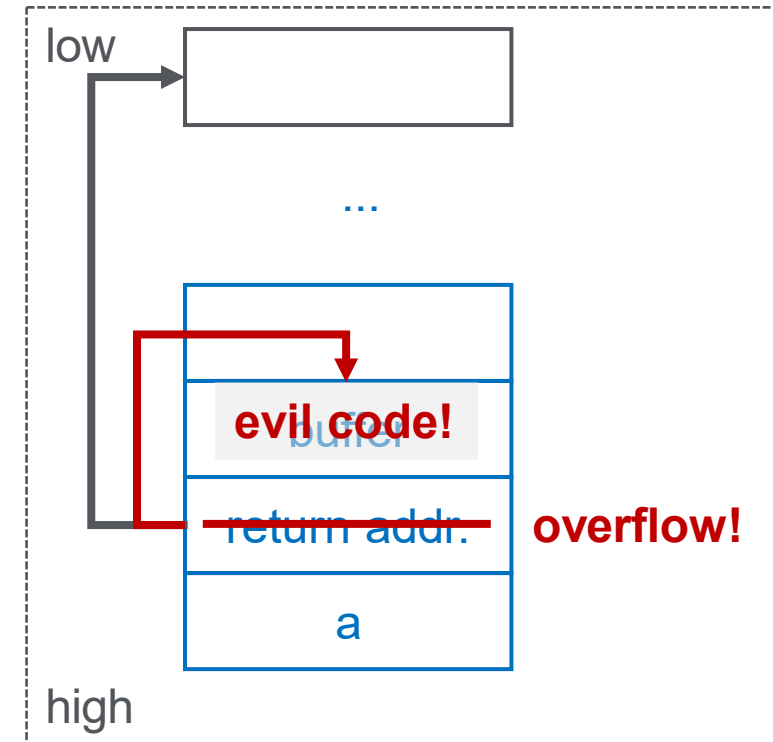 low
...
evil code!
buffer
return addr.
overflow!
a
high